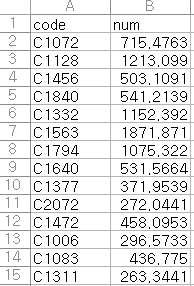 A B
1 code num
2 C1072 715,4763
3 C1128 1213,099
4 C1456 503,1091
5 C1840 541,2139
6 C1332 1152,392
7 C1563 1871,871
8 C1794 1075,322
9 C1640 531,5664
10 C1377 371,9539
11 C2072 272,0441
12 C1472 458,0953
13 C1006 296,5733
14 C1083 436,775
15 C1311 263,3441